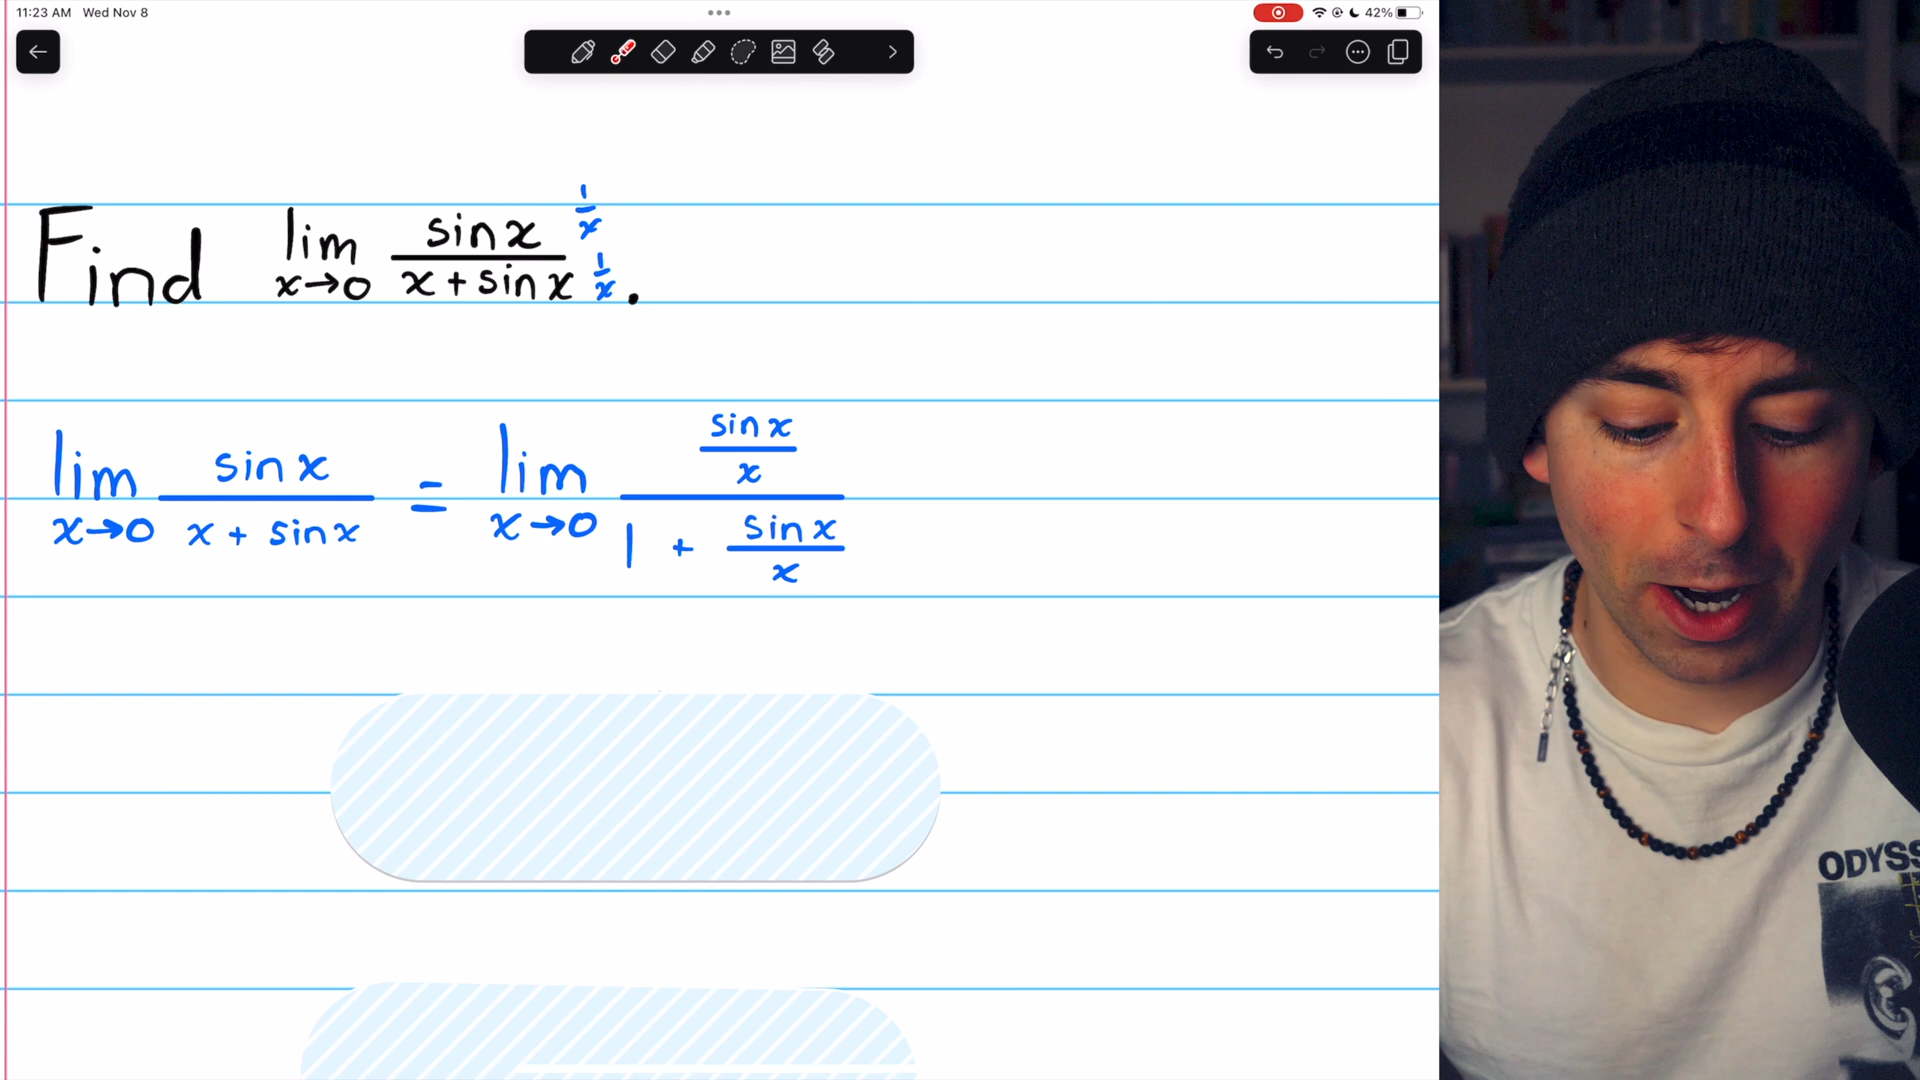 11:23 AM Wed Nov 8
42%
Find lim x→0 sin x / x + sin x 1/x 1/x .
lim x→0 sin x / x + sin x = lim x→0 sin x / x / 1 + sin x / x